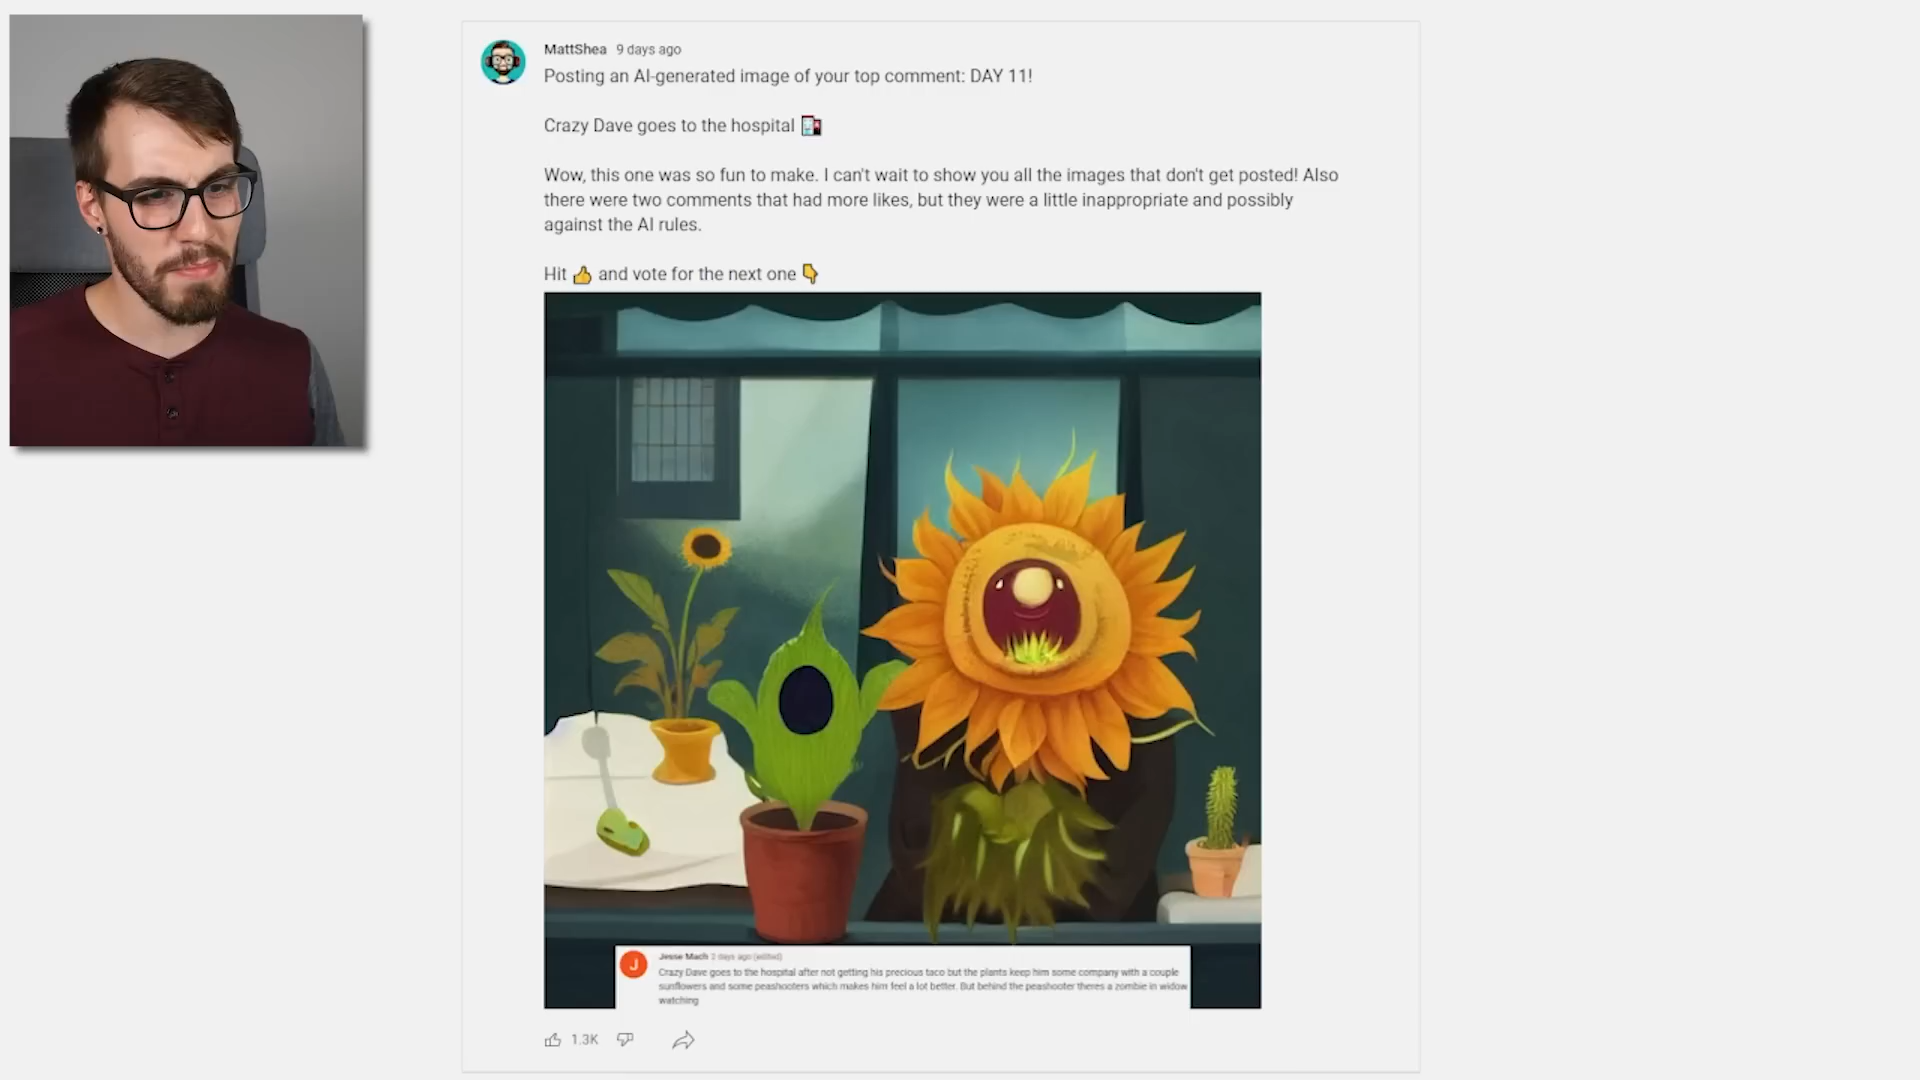 MattShea 9 days ago
Posting an AI-generated image of your top comment: DAY 11!
Crazy Dave goes to the hospital 🏥
Wow, this one was so fun to make. I can't wait to show you all the images that don't get posted! Also
there were two comments that had more likes, but they were a little inappropriate and possibly
against the AI rules.
Hit 👍 and vote for the next one 👇
J
Jesse Mach 2 days ago (edited)
Crazy Dave goes to the hospital after not getting his precious taco but the plants keep him some company with a couple
sunflowers and some peashooters which makes him feel a lot better. But behind the peashooter theres a zombie in widow
watching
1.3K